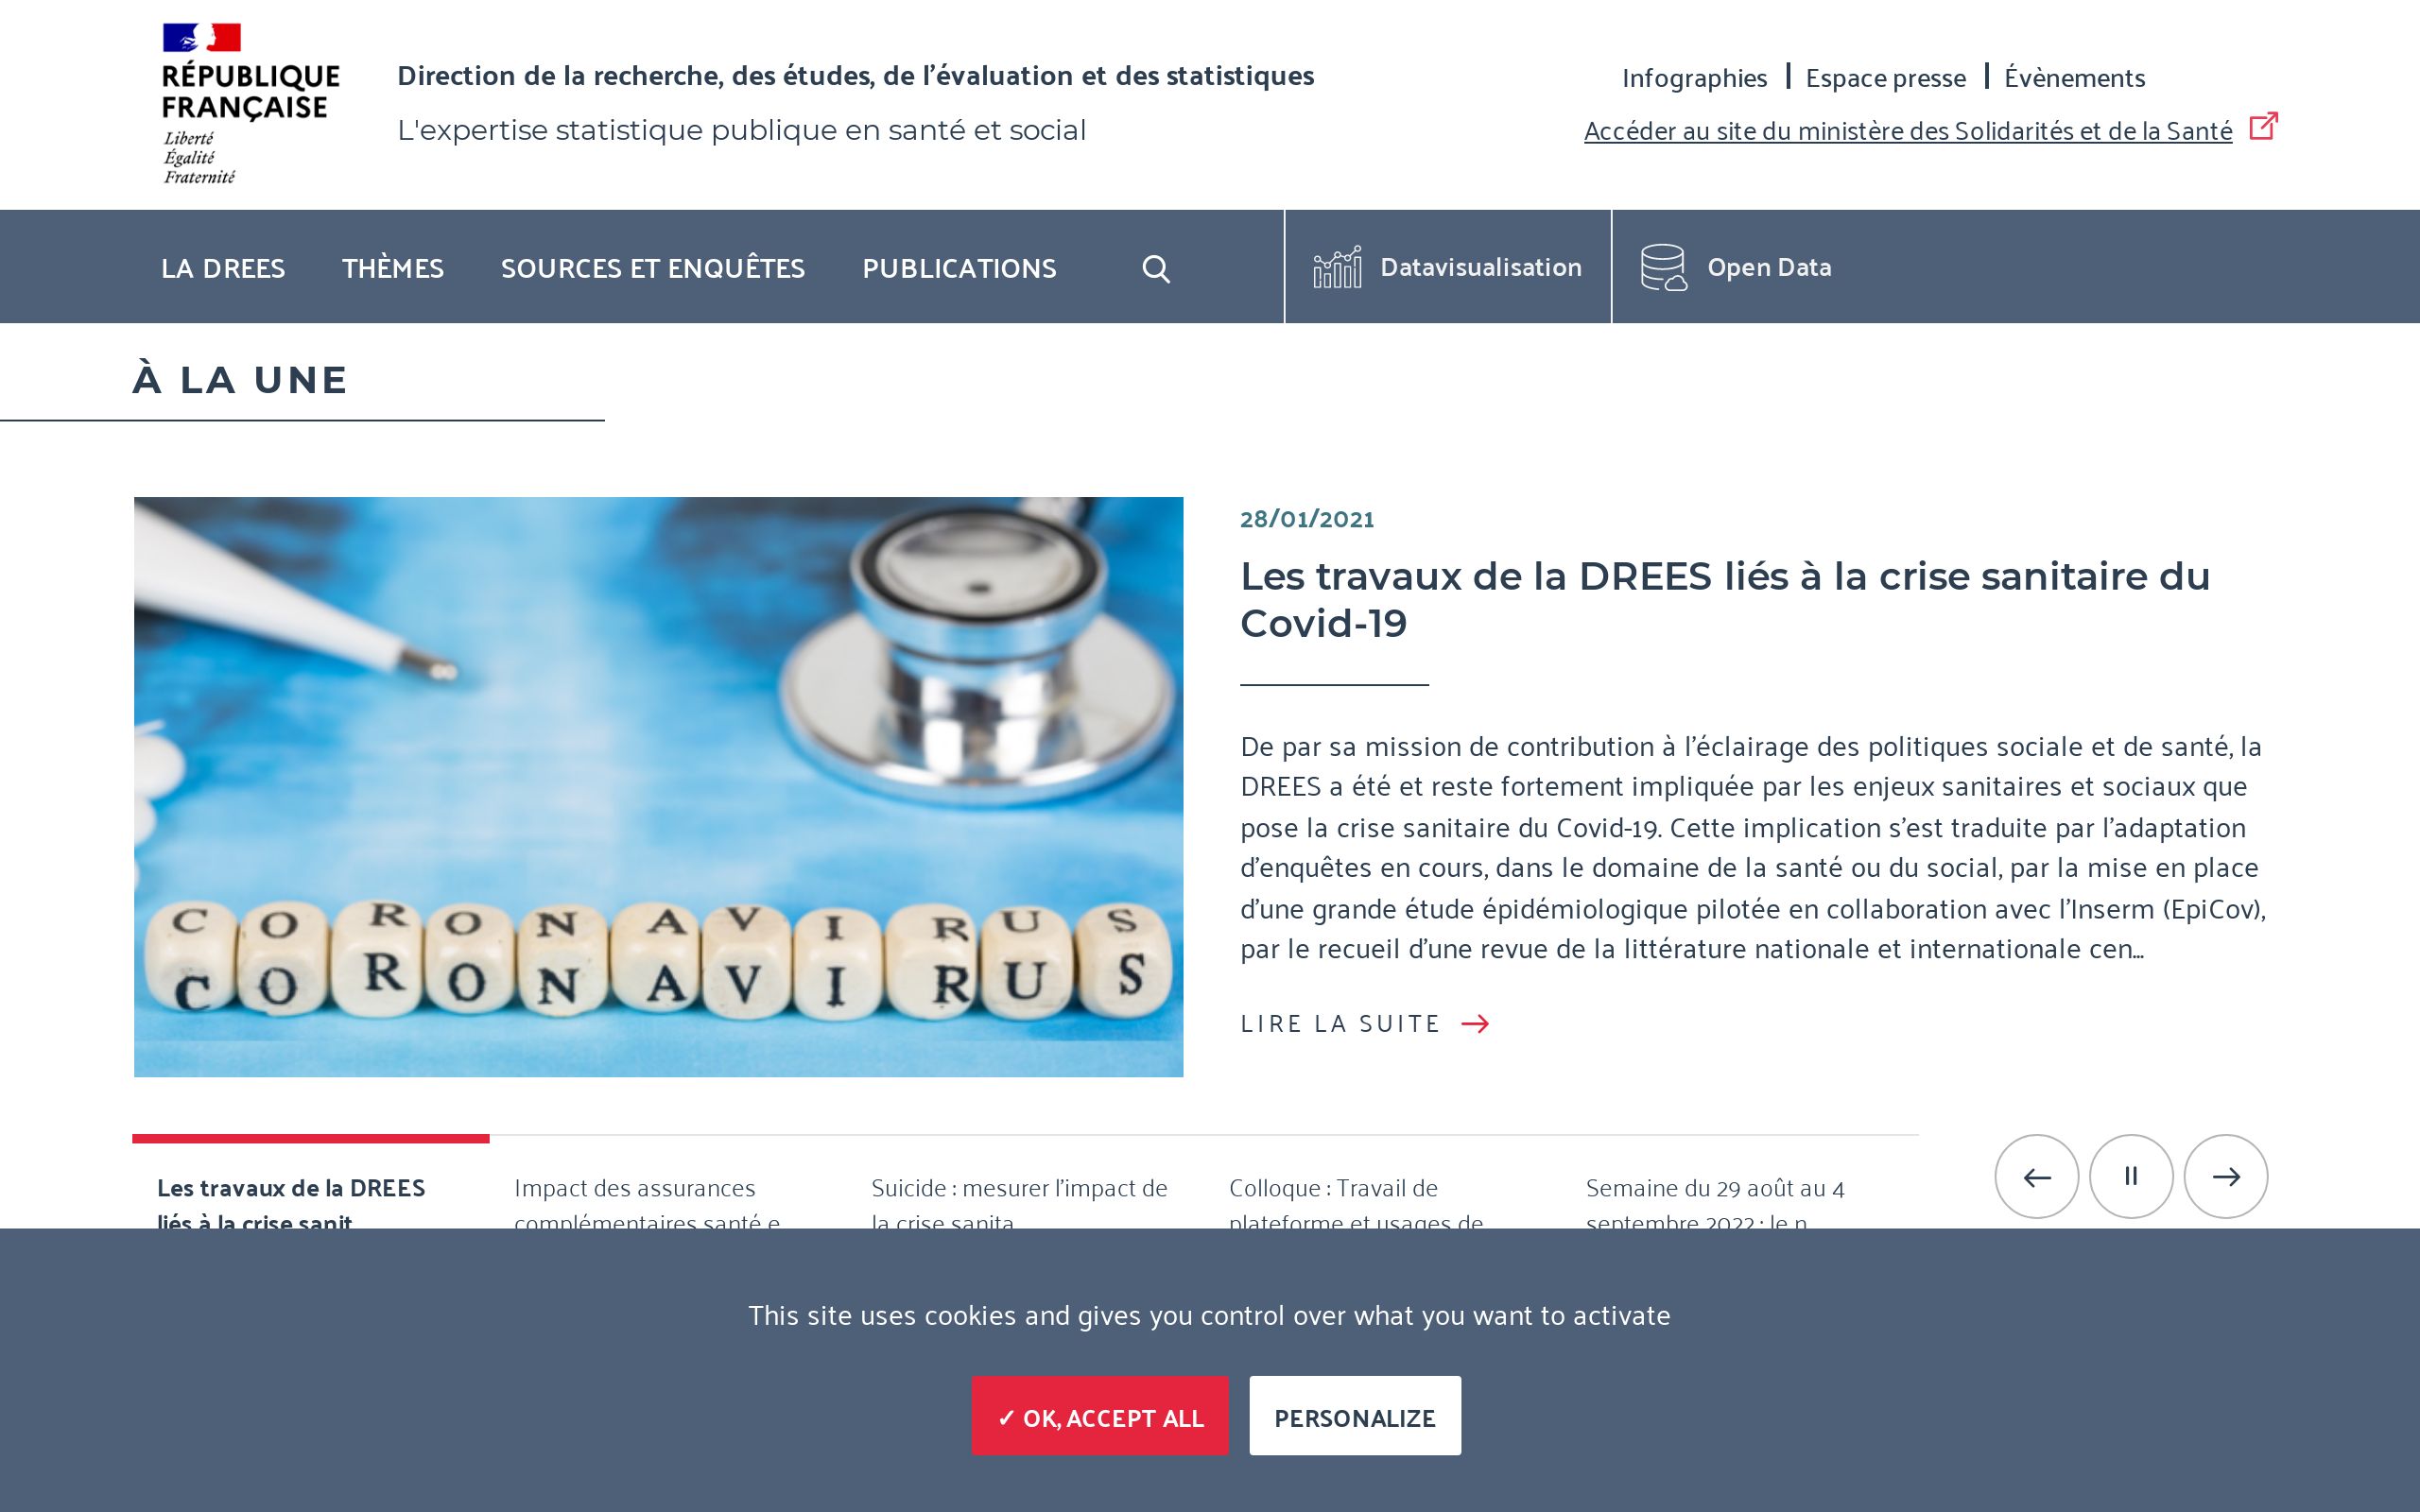 RÉPUBLIQUE
FRANÇAISE
Liberté
Égalité
Fraternité
Direction de la recherche, des études, de l’évaluation et des statistiques
L'expertise statistique publique en santé et social
Infographies
Espace presse
Évènements
Accéder au site du ministère des Solidarités et de la Santé
LA DREES
THÈMES
SOURCES ET ENQUÊTES
PUBLICATIONS
Datavisualisation
Open Data
À LA UNE
C O R O N A V I R U S
C O R O N A V I R U S
28/01/2021
Les travaux de la DREES liés à la crise sanitaire du
Covid-19
De par sa mission de contribution à l’éclairage des politiques sociale et de santé, la
DREES a été et reste fortement impliquée par les enjeux sanitaires et sociaux que
pose la crise sanitaire du Covid-19. Cette implication s’est traduite par l’adaptation
d’enquêtes en cours, dans le domaine de la santé ou du social, par la mise en place
d’une grande étude épidémiologique pilotée en collaboration avec l’Inserm (EpiCov),
par le recueil d’une revue de la littérature nationale et internationale cen...
LIRE LA SUITE
Les travaux de la DREES
liés à la crise sanit
Impact des assurances
complémentaires santé e
Suicide : mesurer l’impact de
la crise sanita
Colloque : Travail de
plateforme et usages de
Semaine du 29 août au 4
septembre 2022 : le n
This site uses cookies and gives you control over what you want to activate
✓ OK, ACCEPT ALL
PERSONALIZE